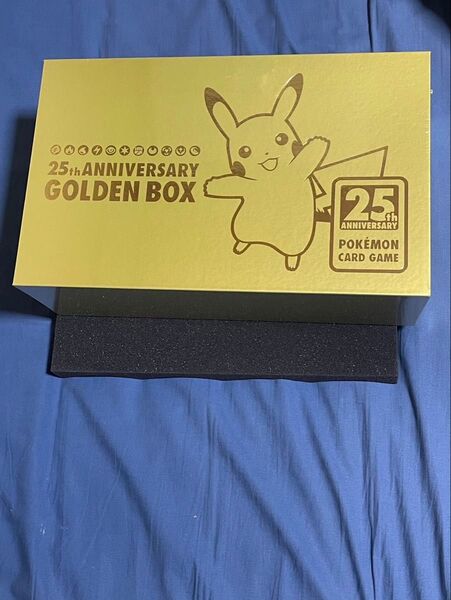 25th ANNIVERSARY
GOLDEN BOX
25th
ANNIVERSARY
POKÉMON
CARD GAME